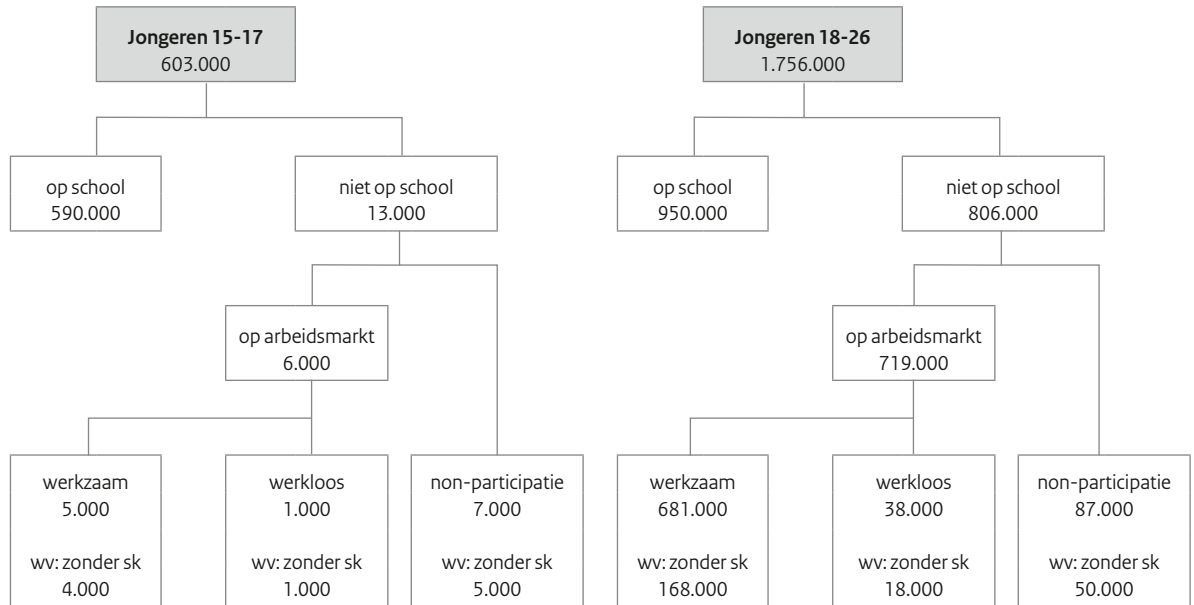 Jongeren 15-17
603.000
op school
590.000
niet op school
13.000
op arbeidsmarkt
6.000
werkzaam
5.000
wv: zonder sk
4.000
werkloos
1.000
wv: zonder sk
1.000
non-participatie
7.000
wv: zonder sk
5.000
Jongeren 18-26
1.756.000
op school
950.000
niet op school
806.000
op arbeidsmarkt
719.000
werkzaam
681.000
wv: zonder sk
168.000
werkloos
38.000
wv: zonder sk
18.000
non-participatie
87.000
wv: zonder sk
50.000